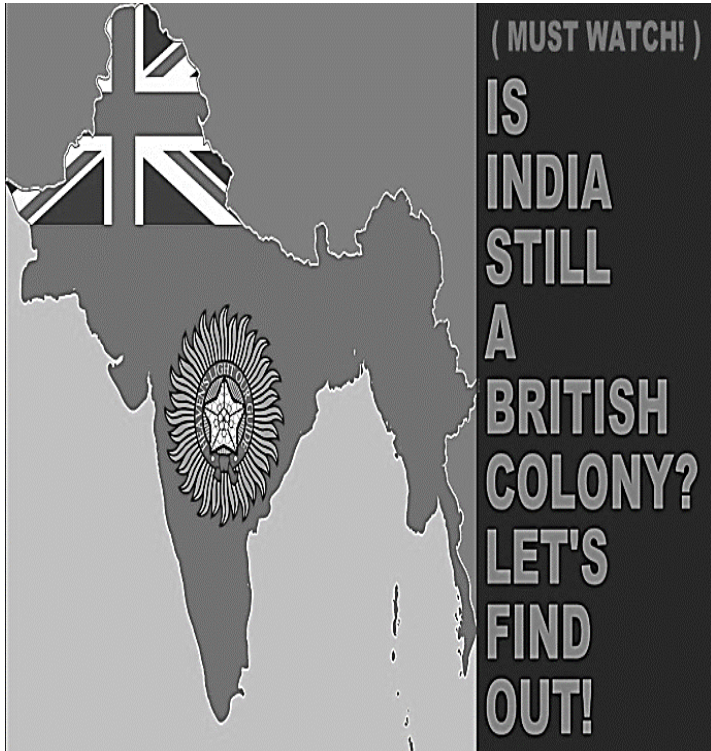 ( MUST WATCH! )
IS
INDIA
STILL
A
BRITISH
COLONY?
LET'S
FIND
OUT!